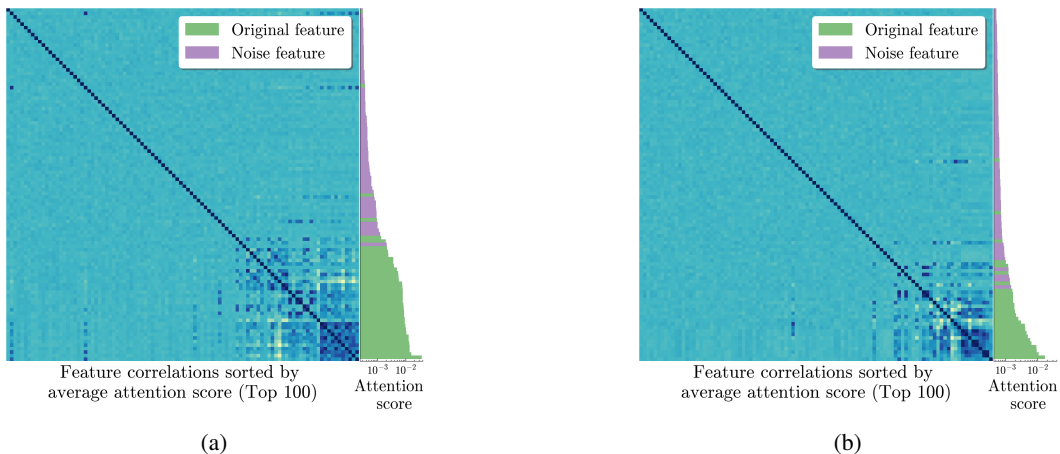 Original feature
Noise feature
10⁻³ 10⁻²
Feature correlations sorted by
average attention score (Top 100)
Attention
score
(a)
Original feature
Noise feature
10⁻³ 10⁻²
Feature correlations sorted by
average attention score (Top 100)
Attention
score
(b)